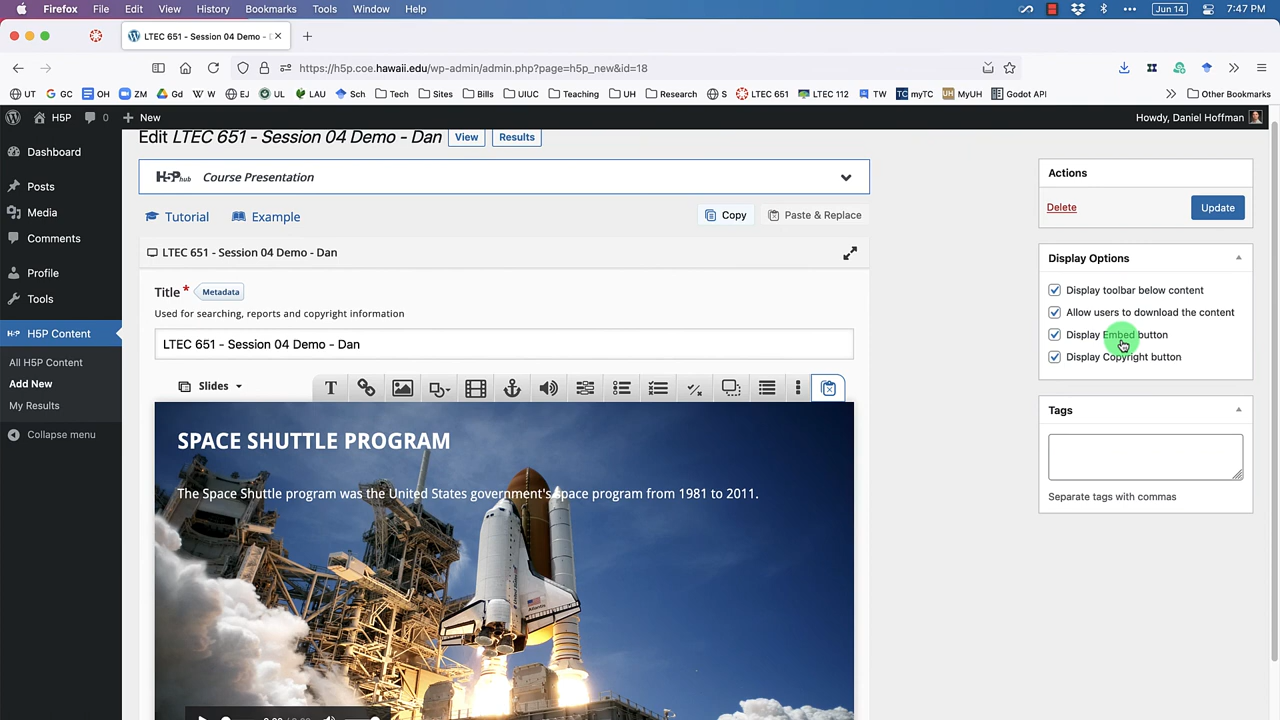 Firefox File Edit View History Bookmarks Tools Window Help Jun 14 7:47 PM
LTEC 651 - Session 04 Demo -
https://h5p.coe.hawaii.edu/wp-admin/admin.php?page=h5p_new&id=18
UT GC OH ZM Gd W EJ UL LAU Sch Tech Sites Bills UIUC Teaching UH Research S LTEC 651 LTEC 112 TW myTC MyUH Godot API Other Bookmarks
H5P 0 New Howdy, Daniel Hoffman
Edit LTEC 651 - Session 04 Demo - Dan View Results
Dashboard
Posts
Media
Comments
Profile
Tools
H5P Content
All H5P Content
Add New
My Results
Collapse menu
H5P hub Course Presentation
Tutorial Example Copy Paste & Replace
LTEC 651 - Session 04 Demo - Dan
Title* Metadata
Used for searching, reports and copyright information
LTEC 651 - Session 04 Demo - Dan
Slides
SPACE SHUTTLE PROGRAM
The Space Shuttle program was the United States government's space program from 1981 to 2011.
Atlantis
Actions
Delete Update
Display Options
Display toolbar below content
Allow users to download the content
Display Embed button
Display Copyright button
Tags
Separate tags with commas